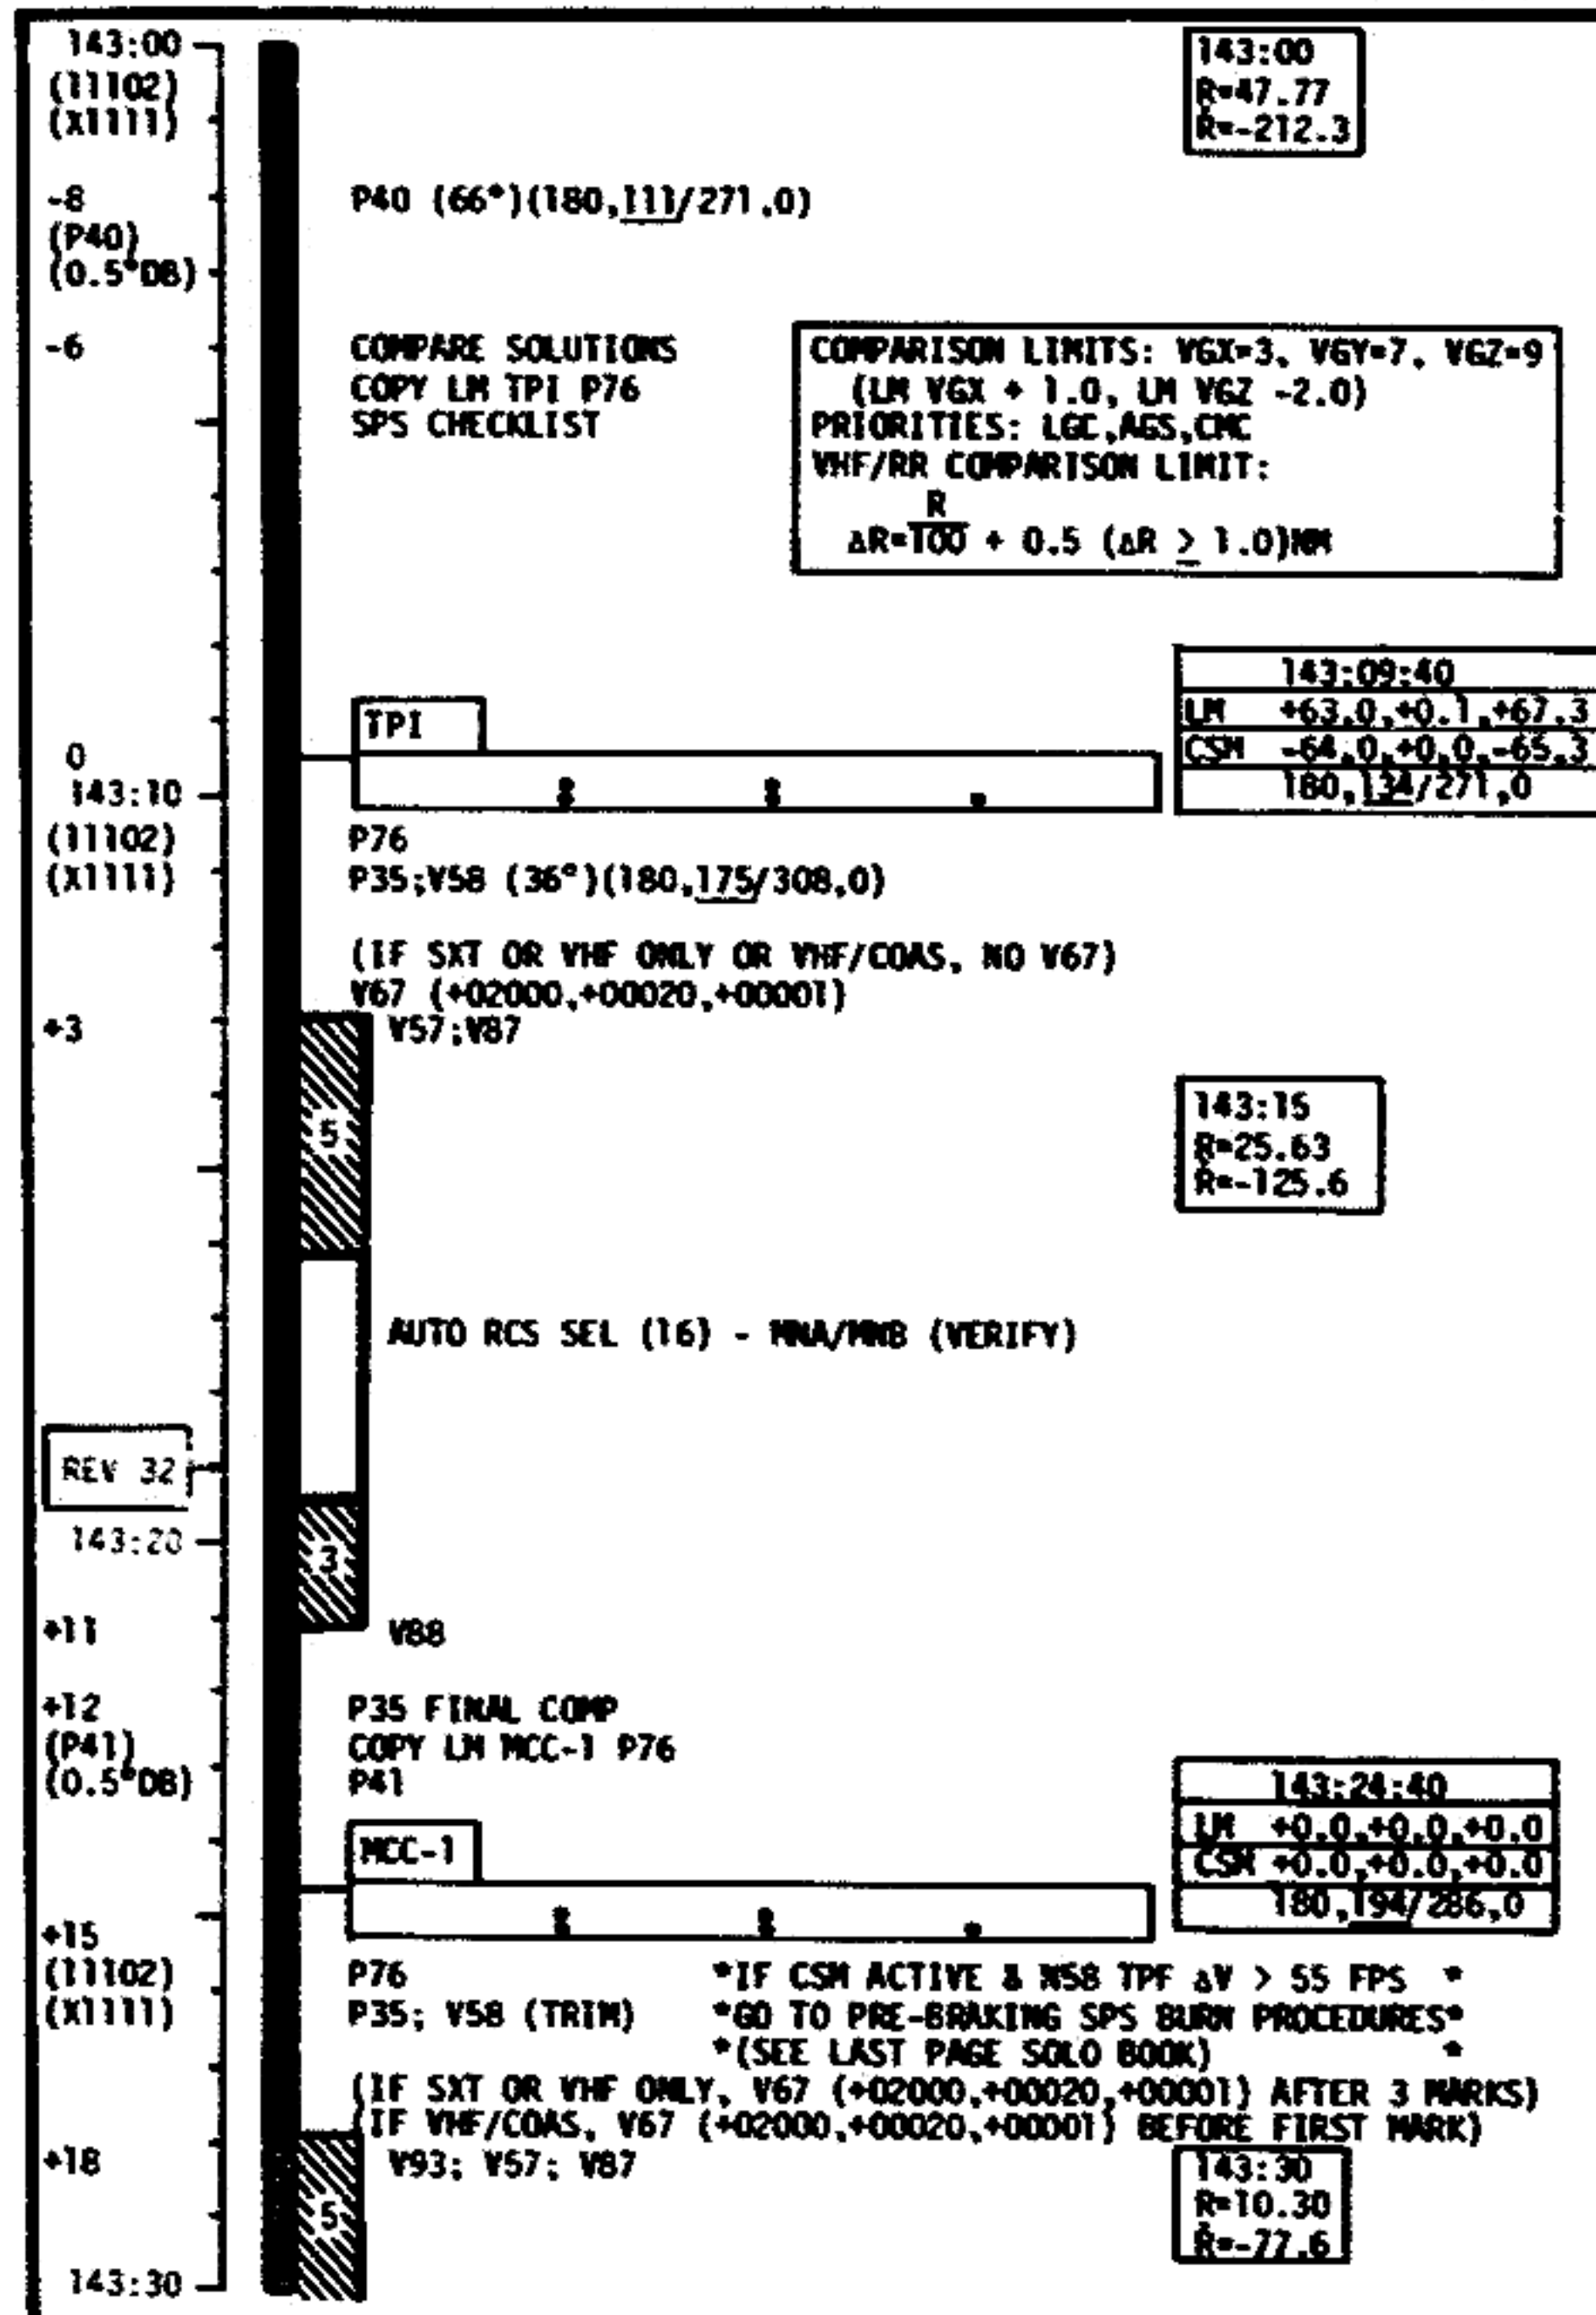 143:00
(11102)
(X1111)
143:00
R=47.77
Ṙ=-212.3
-8
(P40)
(0.5°DB)
P40 (66°)(180,111/271,0)
-6
COMPARE SOLUTIONS
COPY LM TPI P76
SPS CHECKLIST
COMPARISON LIMITS: VGX=3, VGY=7, VGZ=9
(LM VGX + 1.0, LM VGZ -2.0)
PRIORITIES: LGC,AGS,CMC
VHF/RR COMPARISON LIMIT:
R
ΔR=100 + 0.5 (ΔR ≥ 1.0)NM
143:09:40
LM +63.0,+0.1,+67.3
CSM -64.0,+0.0,-65.3
180,134/271,0
TPI
0
143:10
(11102)
(X1111)
: : .
P76
P35;V58 (36°)(180,175/308,0)
(IF SXT OR VHF ONLY OR VHF/COAS, NO V67)
V67 (+02000,+00020,+00001)
+3
V57;V87
5
143:15
R=25.63
Ṙ=-125.6
AUTO RCS SEL (16) - MNA/MNB (VERIFY)
REV 32
143:20
3
+11
V88
+12
(P41)
(0.5°DB)
P35 FINAL COMP
COPY LM MCC-1 P76
P41
143:24:40
LM +0.0,+0.0,+0.0
CSM +0.0,+0.0,+0.0
180,194/286,0
MCC-1
: : .
+15
(11102)
(X1111)
P76
P35; V58 (TRIM)
*IF CSM ACTIVE & N58 TPF ΔV > 55 FPS *
*GO TO PRE-BRAKING SPS BURN PROCEDURES*
*(SEE LAST PAGE SOLO BOOK) *
(IF SXT OR VHF ONLY, V67 (+02000,+00020,+00001) AFTER 3 MARKS)
(IF VHF/COAS, V67 (+02000,+00020,+00001) BEFORE FIRST MARK)
+18
V93; V57; V87
5
143:30
R=10.30
Ṙ=-77.6
143:30